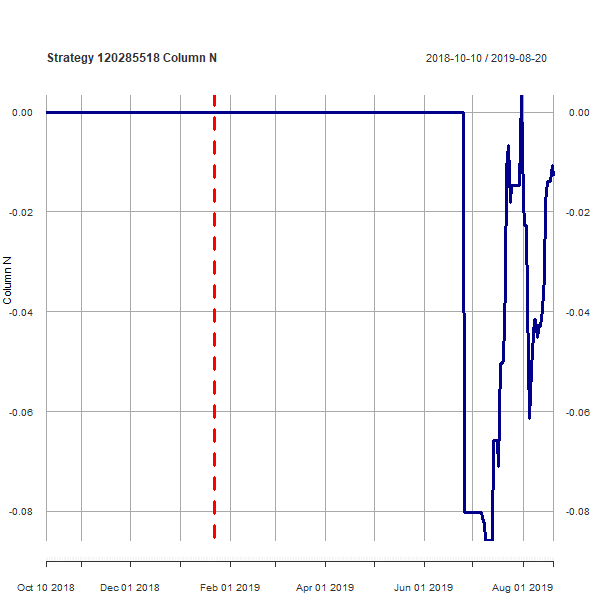 Strategy 120285518 Column N
2018-10-10 / 2019-08-20
0.00
0.00
-0.02
-0.02
Column N
-0.04
-0.04
-0.06
-0.06
-0.08
-0.08
Oct 10 2018
Dec 01 2018
Feb 01 2019
Apr 01 2019
Jun 01 2019
Aug 01 2019